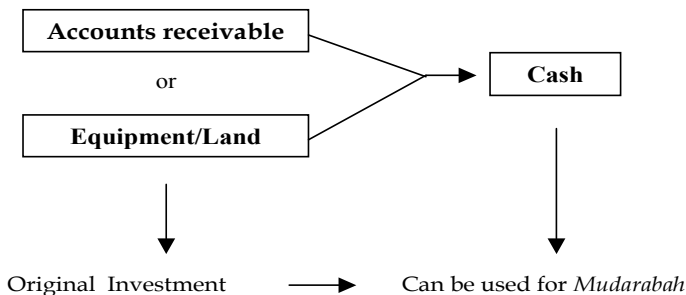 Accounts receivable
or
Cash
Equipment/Land
Original Investment
Can be used for Mudarabah